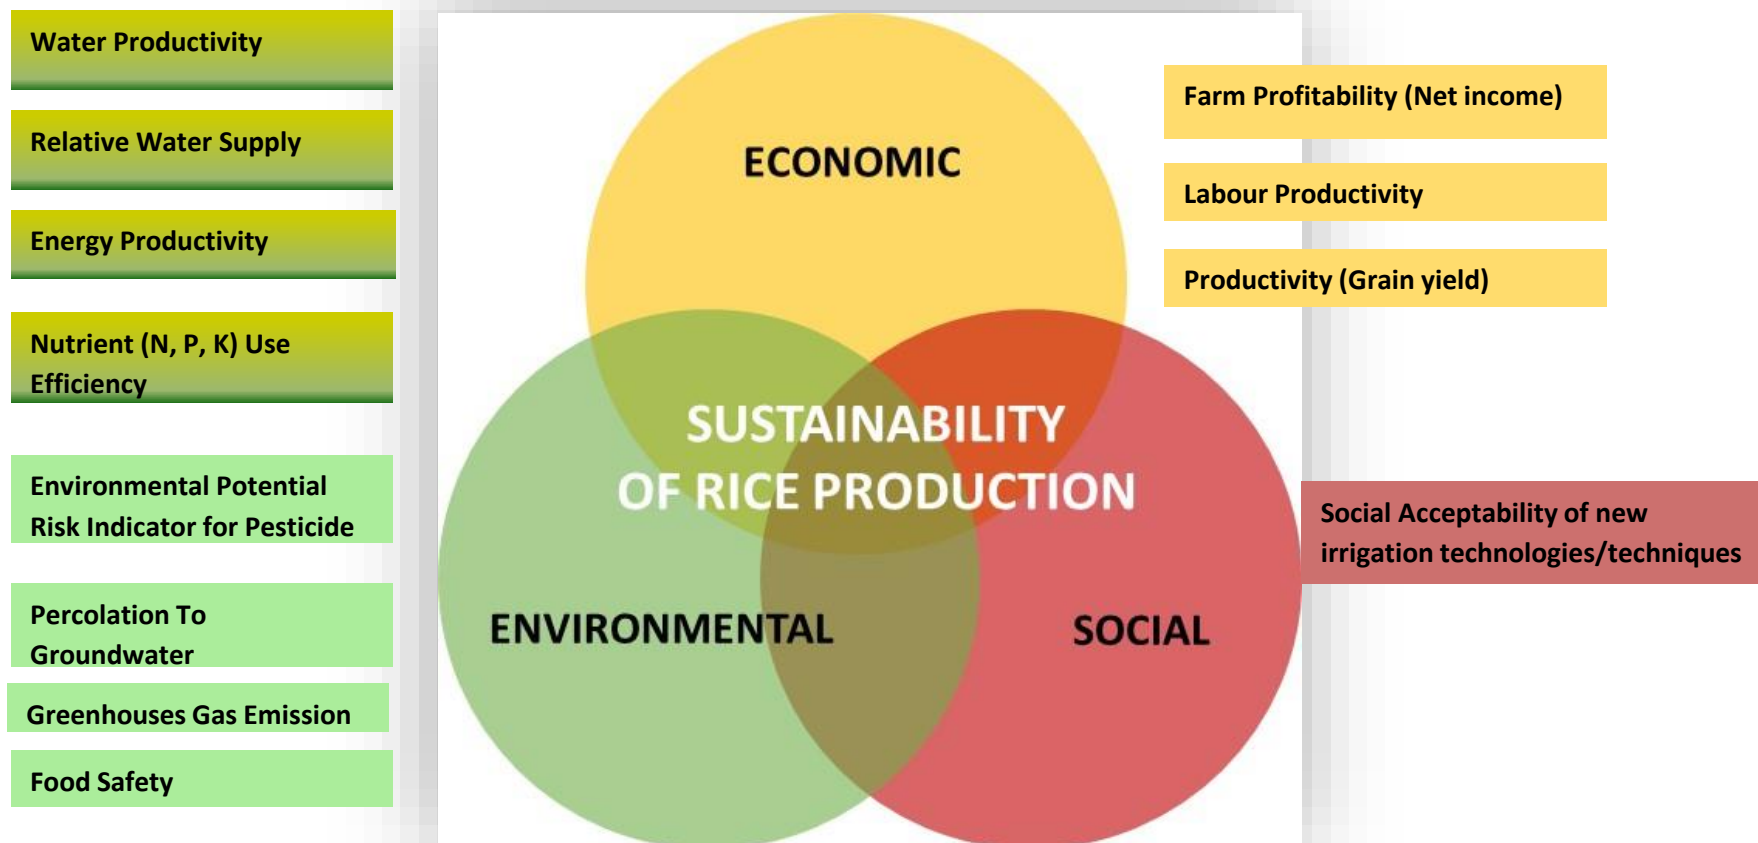 Water Productivity
Relative Water Supply
Energy Productivity
Nutrient (N, P, K) Use
Efficiency
Environmental Potential
Risk Indicator for Pesticide
Percolation To
Groundwater
Greenhouses Gas Emission
Food Safety
ECONOMIC
SUSTAINABILITY
OF RICE PRODUCTION
ENVIRONMENTAL
SOCIAL
Farm Profitability (Net income)
Labour Productivity
Productivity (Grain yield)
Social Acceptability of new
irrigation technologies/techniques